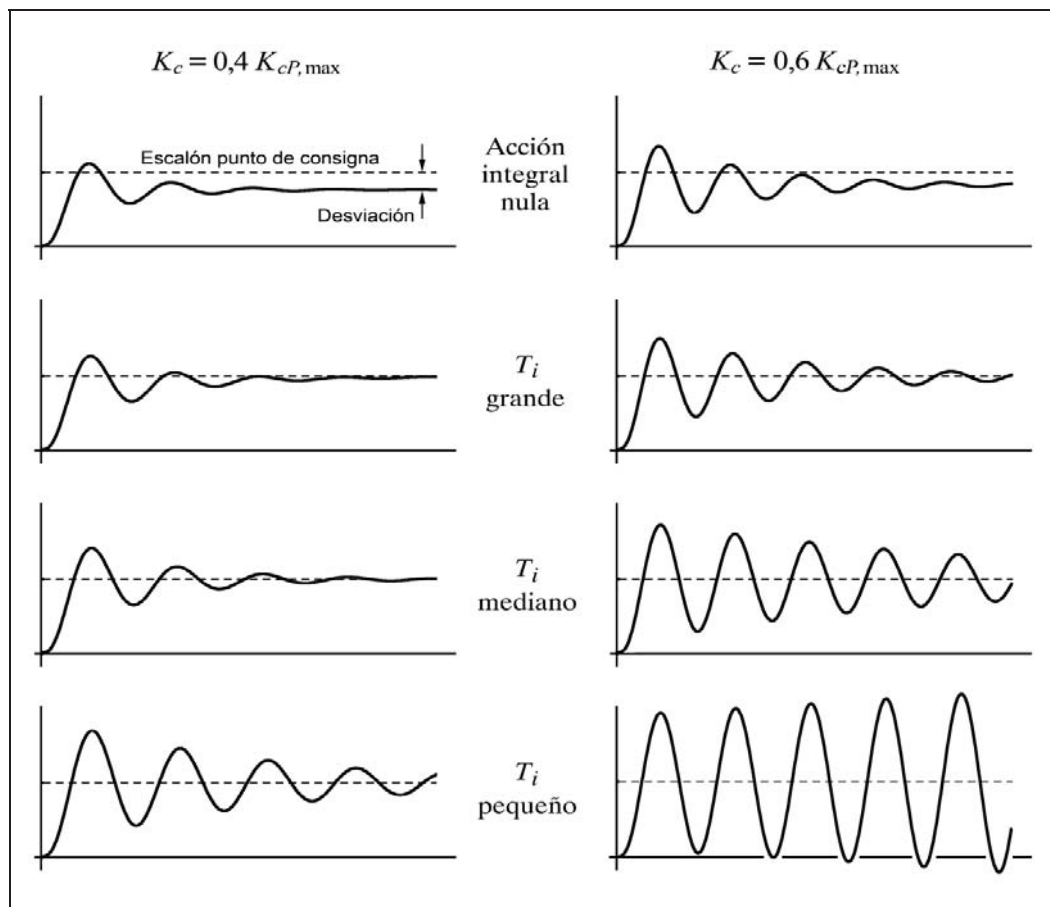 K_c = 0,4 K_cP,max
K_c = 0,6 K_cP,max
Escalón punto de consigna
Desviación
Acción
integral
nula
T_i
grande
T_i
mediano
T_i
pequeño